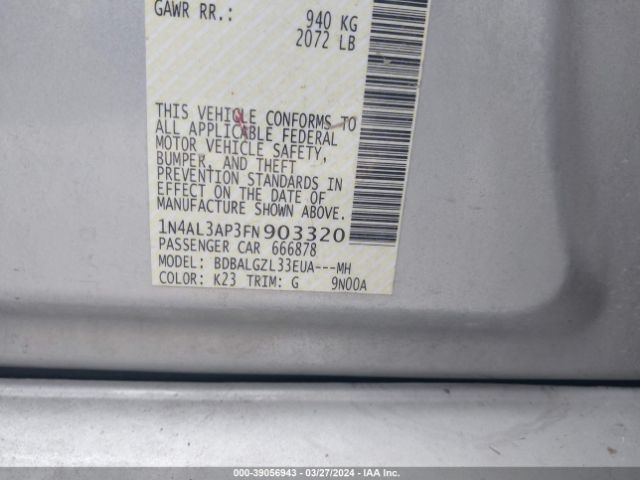 GAWR RR.: 940 KG
2072 LB
THIS VEHICLE CONFORMS TO
ALL APPLICABLE FEDERAL
MOTOR VEHICLE SAFETY,
BUMPER, AND THEFT
PREVENTION STANDARDS IN
EFFECT ON THE DATE OF
MANUFACTURE SHOWN ABOVE.
1N4AL3AP3FN903320
PASSENGER CAR 666878
MODEL: BDBALGZL33EUA---MH
COLOR: K23 TRIM: G 9N00A
000-39056943 | 03/27/2024 | IAA Inc.